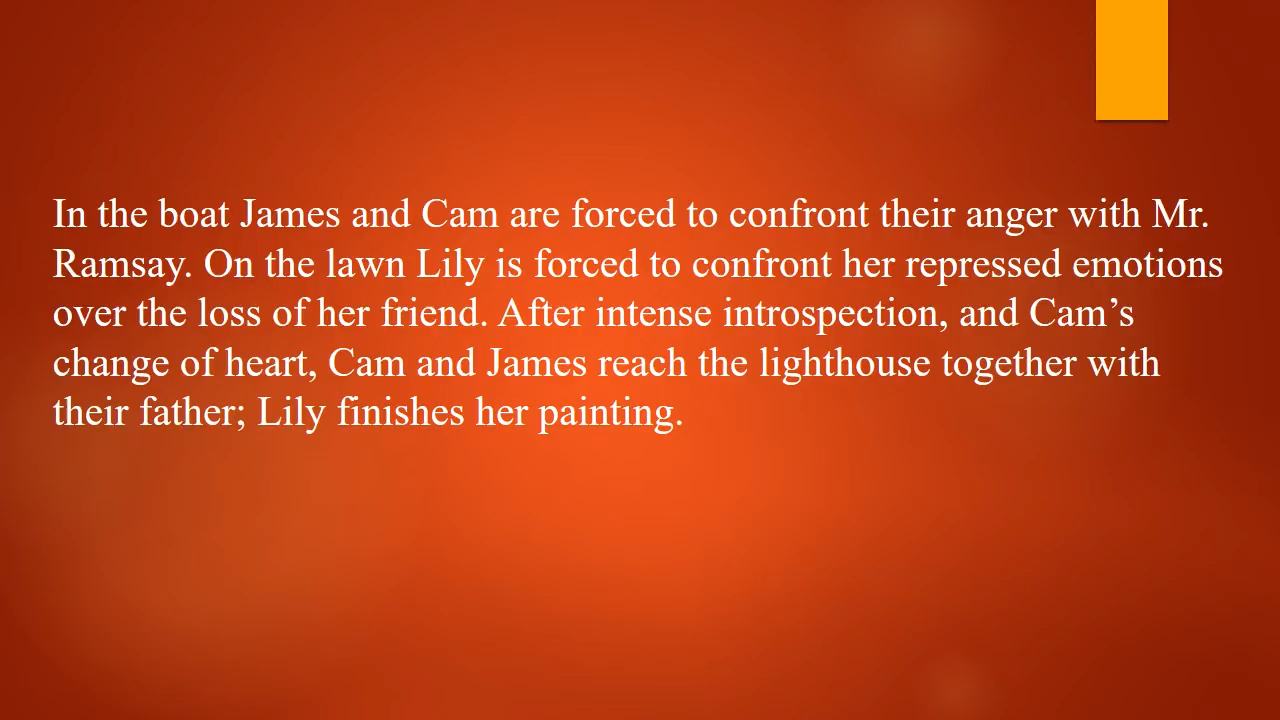 In the boat James and Cam are forced to confront their anger with Mr.
Ramsay. On the lawn Lily is forced to confront her repressed emotions
over the loss of her friend. After intense introspection, and Cam’s
change of heart, Cam and James reach the lighthouse together with
their father; Lily finishes her painting.